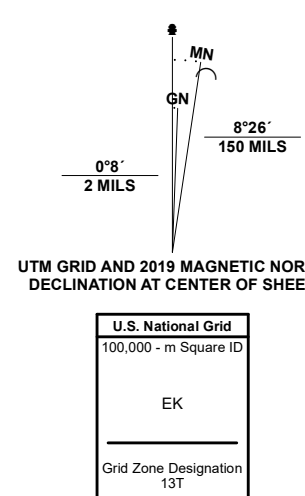 MN
GN
8°26´
150 MILS
0°8´
2 MILS
UTM GRID AND 2019 MAGNETIC NOR
DECLINATION AT CENTER OF SHEE
U.S. National Grid
100,000 - m Square ID
EK
Grid Zone Designation
13T